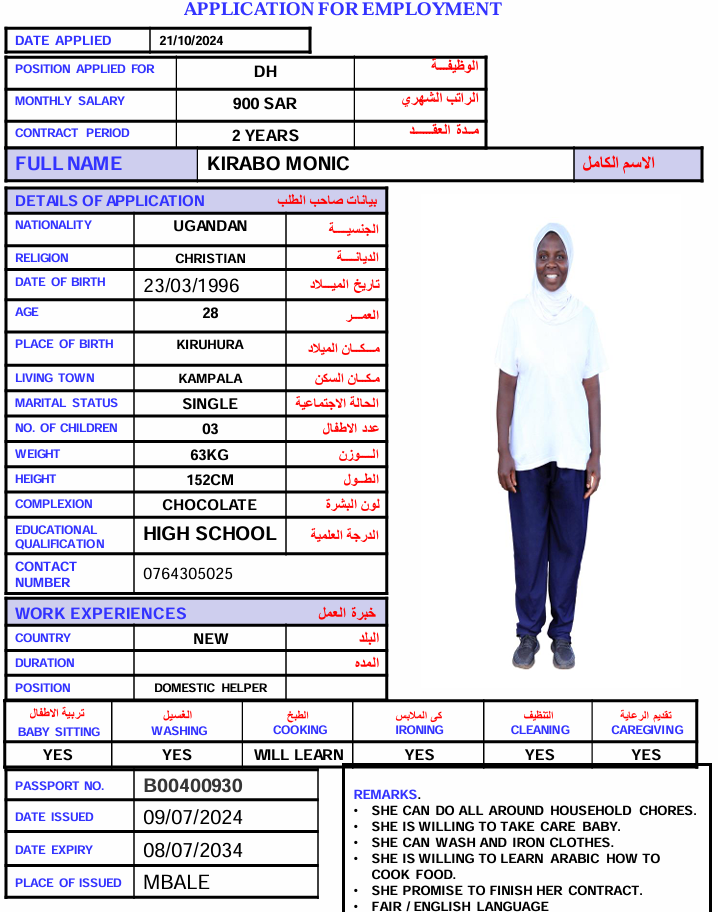 APPLICATION FOR EMPLOYMENT
DATE APPLIED 21/10/2024
POSITION APPLIED FOR DH الوظيفـــة
MONTHLY SALARY 900 SAR الراتب الشهري
CONTRACT PERIOD 2 YEARS مـدة العقـــد
FULL NAME KIRABO MONIC الاسم الكامل
DETAILS OF APPLICATION بيانات صاحب الطلب
NATIONALITY UGANDAN الجنسيـــة
RELIGION CHRISTIAN الديانـــة
DATE OF BIRTH 23/03/1996 تاريخ الميـــلاد
AGE 28 العمـــر
PLACE OF BIRTH KIRUHURA مـــكـــان الميلاد
LIVING TOWN KAMPALA مـكـــان السكن
MARITAL STATUS SINGLE الحالة الاجتماعية
NO. OF CHILDREN 03 عدد الاطفال
WEIGHT 63KG الـــوزن
HEIGHT 152CM الطــول
COMPLEXION CHOCOLATE لون البشرة
EDUCATIONAL QUALIFICATION HIGH SCHOOL الدرجة العلمية
CONTACT NUMBER 0764305025
WORK EXPERIENCES خبرة العمل
COUNTRY NEW البلد
DURATION المده
POSITION DOMESTIC HELPER
تربية الاطفال الغسيل الطبخ كى الملابس التنظيف تقديم الرعاية
BABY SITTING WASHING COOKING IRONING CLEANING CAREGIVING
YES YES WILL LEARN YES YES YES
PASSPORT NO. B00400930
DATE ISSUED 09/07/2024
DATE EXPIRY 08/07/2034
PLACE OF ISSUED MBALE
REMARKS.
• SHE CAN DO ALL AROUND HOUSEHOLD CHORES.
• SHE IS WILLING TO TAKE CARE BABY.
• SHE CAN WASH AND IRON CLOTHES.
• SHE IS WILLING TO LEARN ARABIC HOW TO
COOK FOOD.
• SHE PROMISE TO FINISH HER CONTRACT.
• FAIR / ENGLISH LANGUAGE